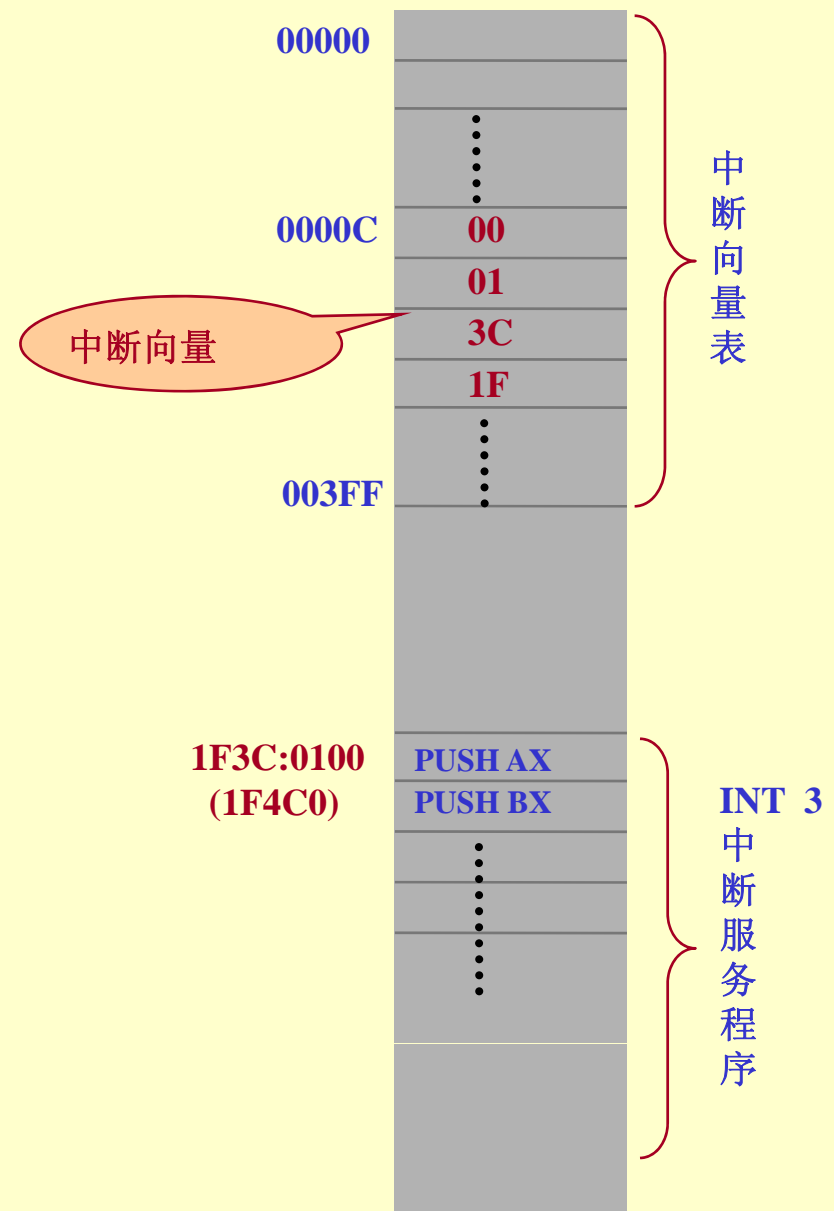 00000
0000C
00
01
3C
1F
中断向量
003FF
中断向量表
1F3C:0100
PUSH AX
(1F4C0)
PUSH BX
INT 3
中断服务程序